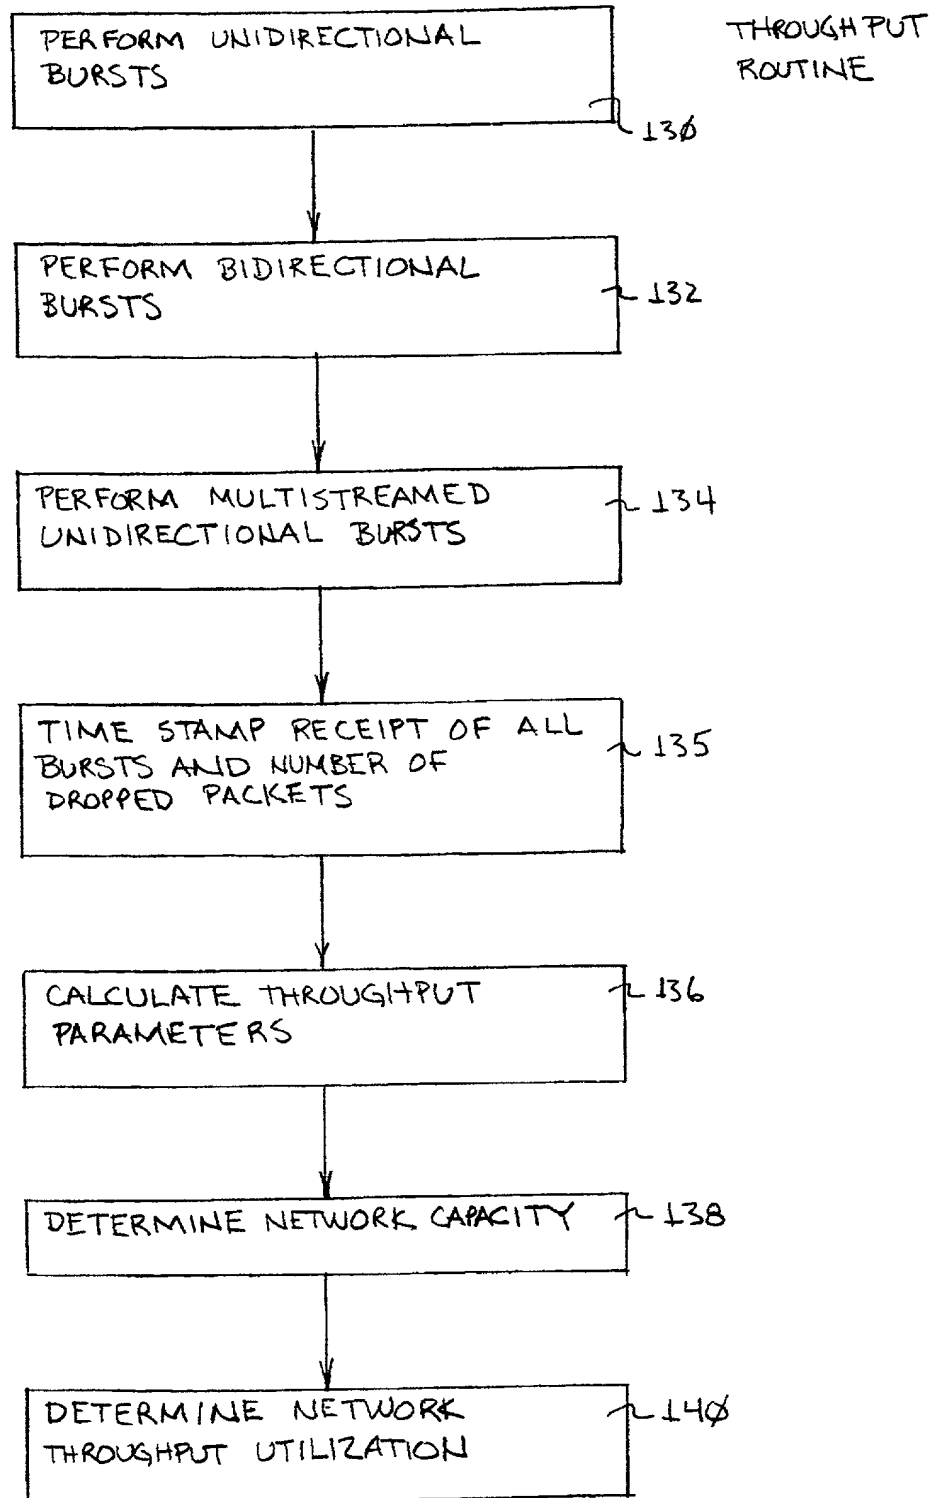 PERFORM UNIDIRECTIONAL
BURSTS
THROUGHPUT
ROUTINE
130
PERFORM BIDIRECTIONAL
BURSTS
132
PERFORM MULTISTREAMED
UNIDIRECTIONAL BURSTS
134
TIME STAMP RECEIPT OF ALL
BURSTS AND NUMBER OF
DROPPED PACKETS
135
CALCULATE THROUGHPUT
PARAMETERS
136
DETERMINE NETWORK CAPACITY
138
DETERMINE NETWORK
THROUGHPUT UTILIZATION
140